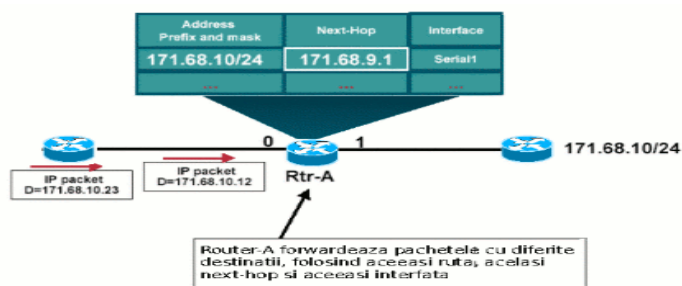 Address
Prefix and mask
Next-Hop
Interface
171.68.10/24
171.68.9.1
Serial1
...
...
...
0
1
171.68.10/24
IP packet
D=171.68.10.23
IP packet
D=171.68.10.12
Rtr-A
Router-A forwardeaza pachetele cu diferite
destinatii, folosind aceeasi ruta, acelasi
next-hop si aceeasi interfata